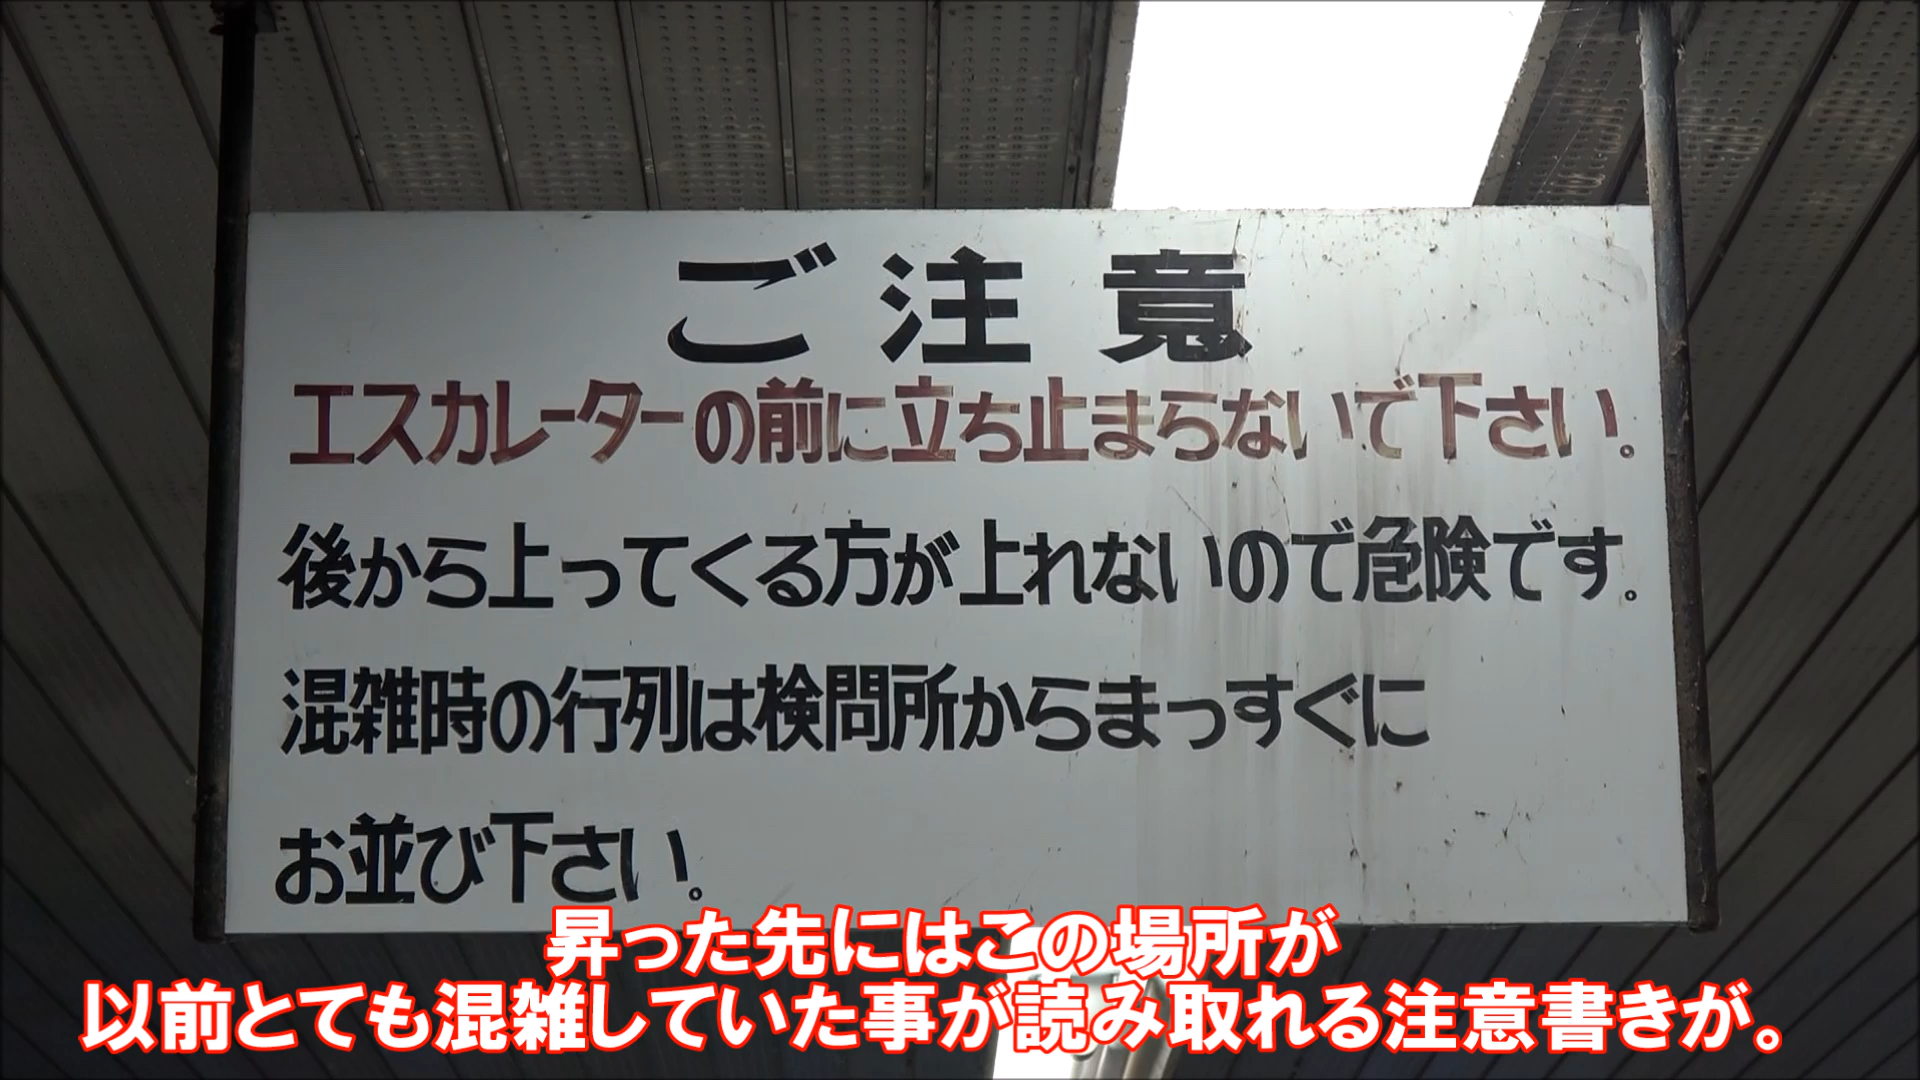 ご注意
エスカレーターの前に立ち止まらないで下さい。
後から上ってくる方が上れないので危険です。
混雑時の行列は検問所からまっすぐに
お並び下さい。
昇った先にはこの場所が
以前とても混雑していた事が読み取れる注意書きが。